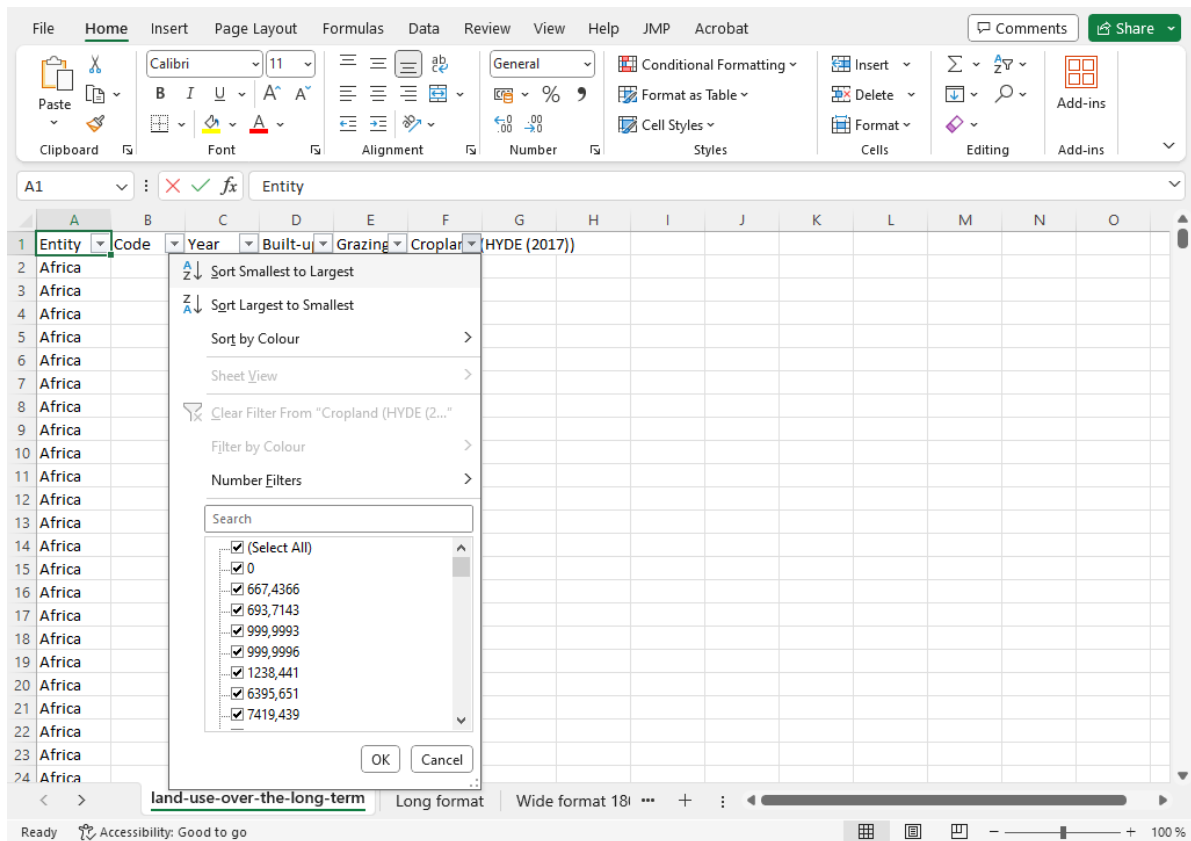 File Home Insert Page Layout Formulas Data Review View Help JMP Acrobat Comments Share
Calibri 11 ab General Conditional Formatting Insert
Paste B I U A A % Format as Table Delete Add-ins
A Cell Styles Format
Clipboard Font Alignment Number Styles Cells Editing Add-ins
A1 fx Entity
A B C D E F G H I J K L M N O
1 Entity Code Year Built-u Grazing Croplar (HYDE (2017))
2 Africa
3 Africa
4 Africa
5 Africa
6 Africa
7 Africa
8 Africa
9 Africa
10 Africa
11 Africa
12 Africa
13 Africa
14 Africa
15 Africa
16 Africa
17 Africa
18 Africa
19 Africa
20 Africa
21 Africa
22 Africa
23 Africa
24 Africa
Sort Smallest to Largest
Sort Largest to Smallest
Sort by Colour
Sheet View
Clear Filter From "Cropland (HYDE (2..."
Filter by Colour
Number Filters
Search
(Select All)
0
667,4366
693,7143
999,9993
999,9996
1238,441
6395,651
7419,439
OK Cancel
land-use-over-the-long-term Long format Wide format 18 ...
Ready Accessibility: Good to go 100 %